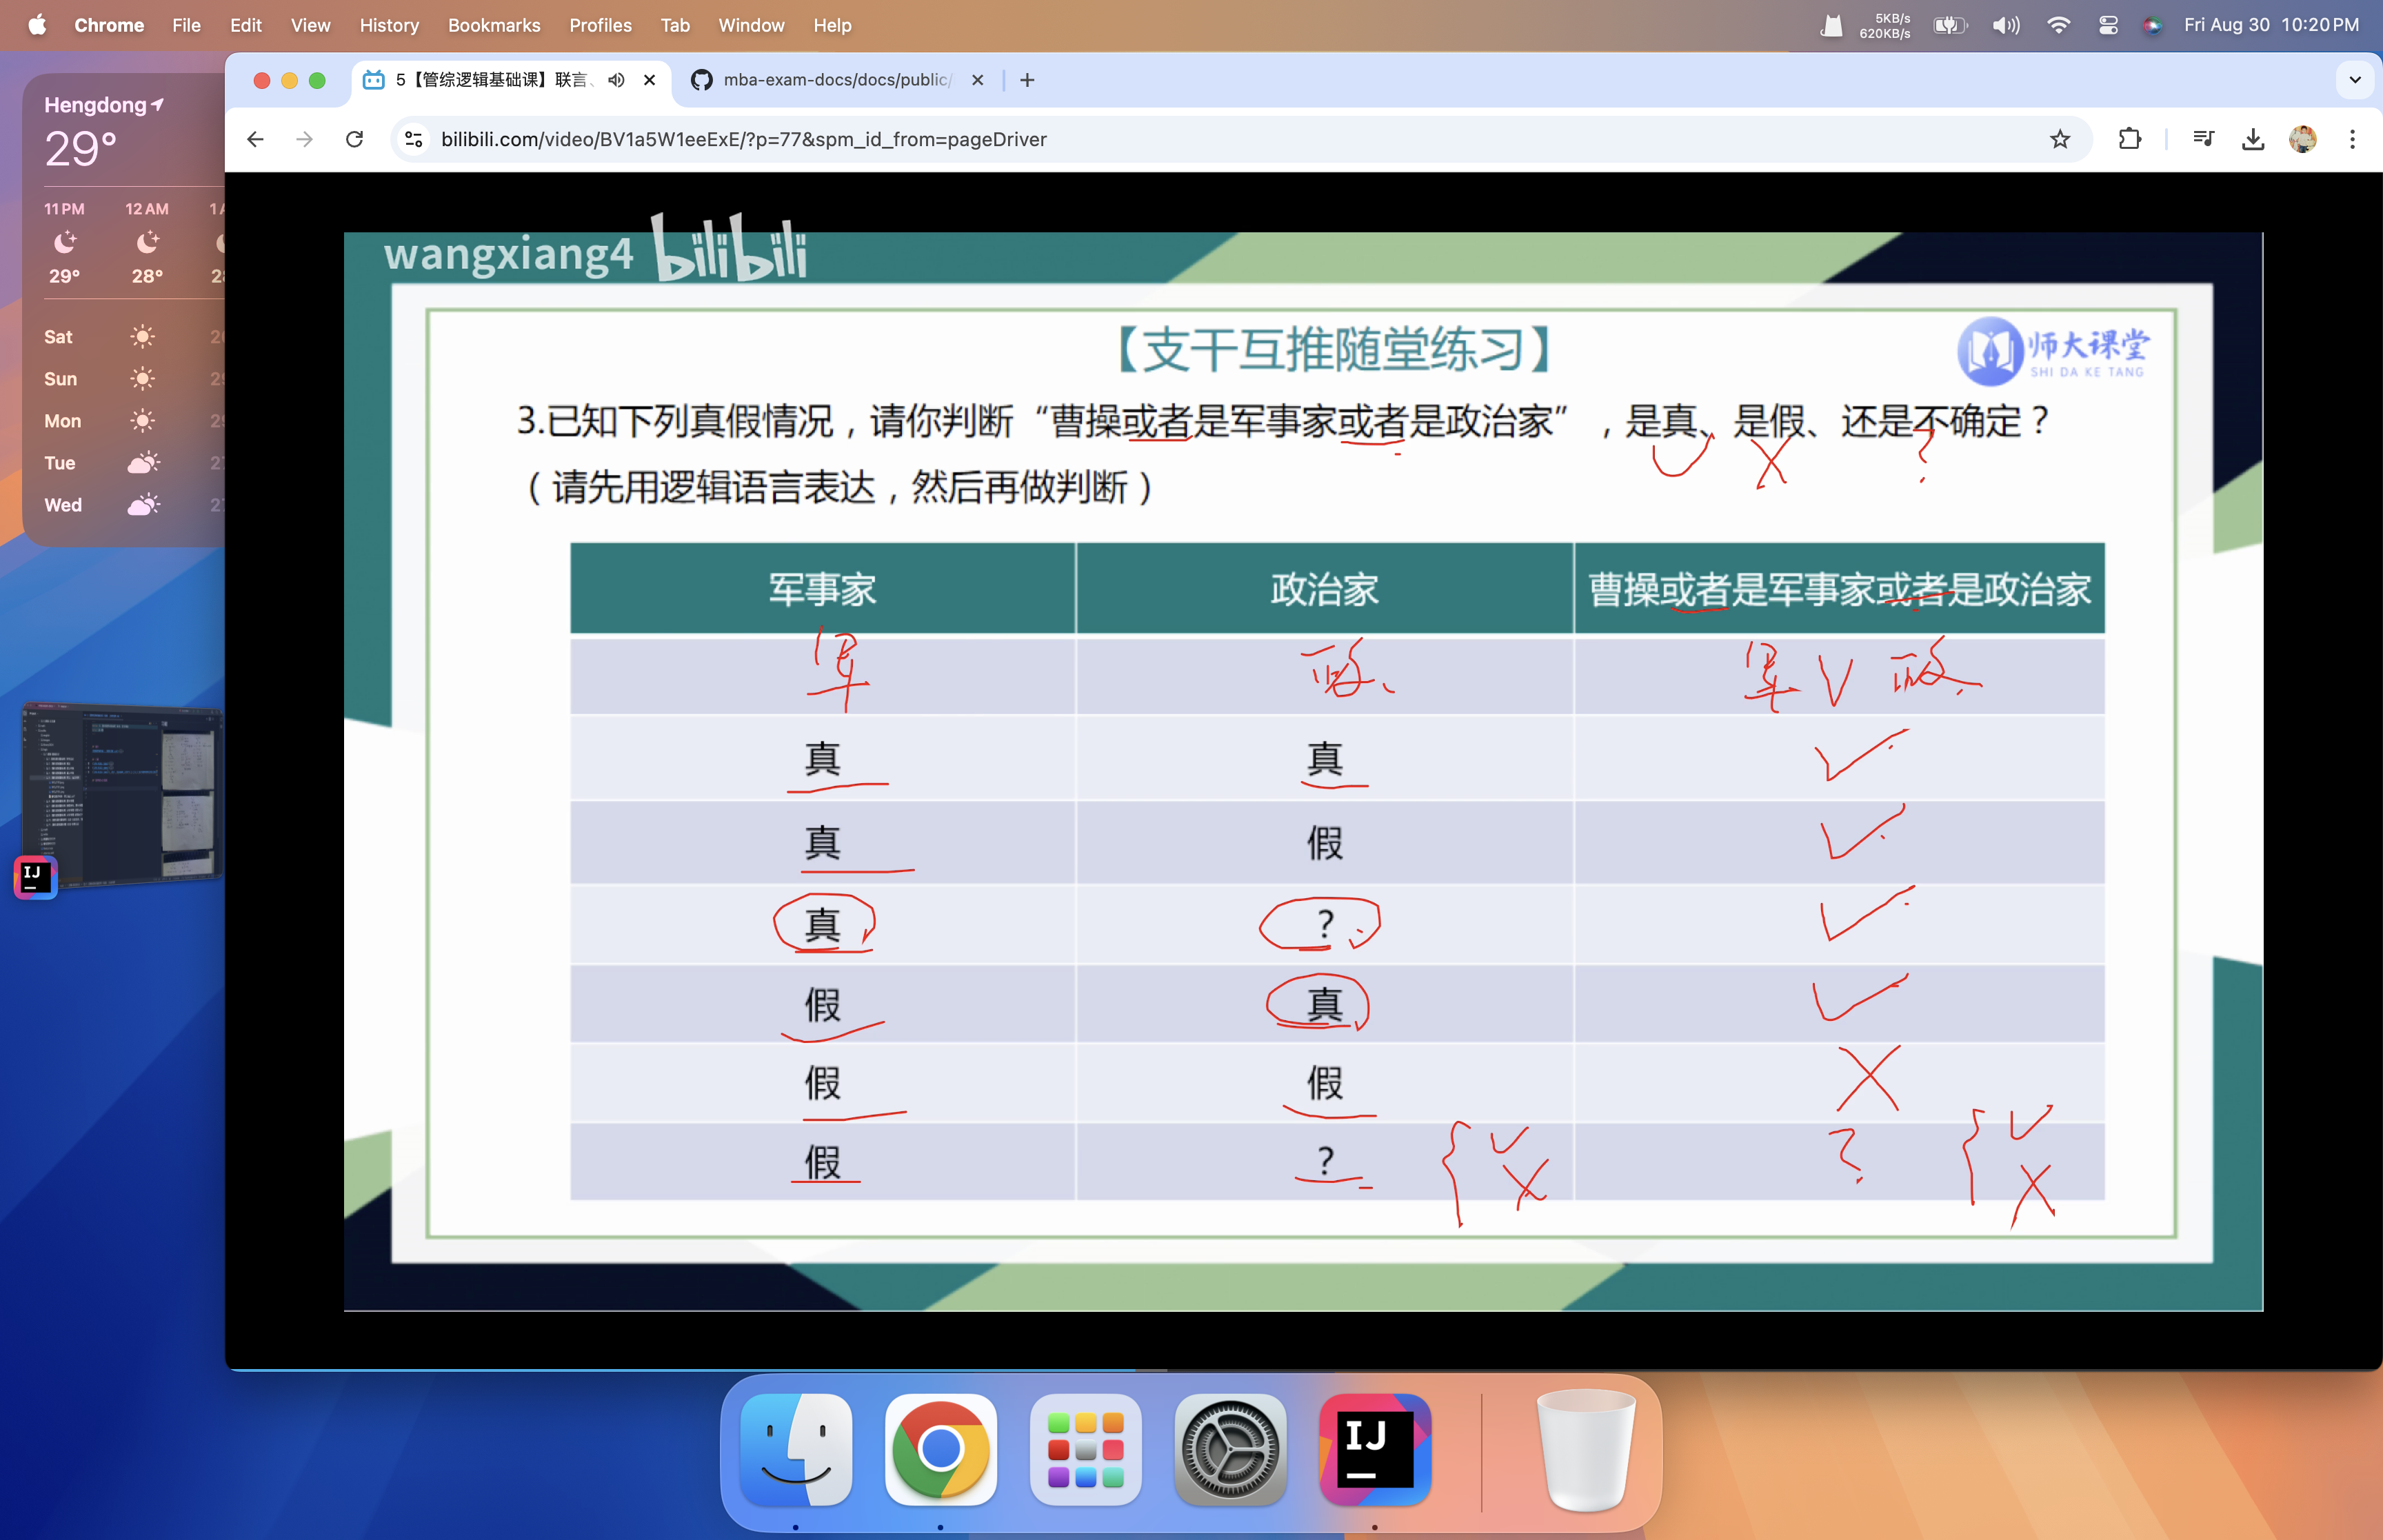 Chrome File Edit View History Bookmarks Profiles Tab Window Help
5KB/s
620KB/s
Fri Aug 30 10:20 PM
Hengdong
29°
11 PM 12 AM
29° 28°
Sat
Sun
Mon
Tue
Wed
5【管综逻辑基础课】联言、
mba-exam-docs/docs/public/
bilibili.com/video/BV1a5W1eeExE/?p=77&spm_id_from=pageDriver
wangxiang4 bilibili
【支干互推随堂练习】
师大课堂
SHI DA KE TANG
3.已知下列真假情况，请你判断“曹操或者是军事家或者是政治家”，是真、是假、还是不确定？
✓ X ?
（请先用逻辑语言表达，然后再做判断）
军事家 政治家 曹操或者是军事家或者是政治家
军 政 军 ∨ 政
真 真 ✓
真 假 ✓
真 ？ ✓
假 真 ✓
假 假 X
假 ？ { ✓ X ? { ✓ X
IJ
IJ